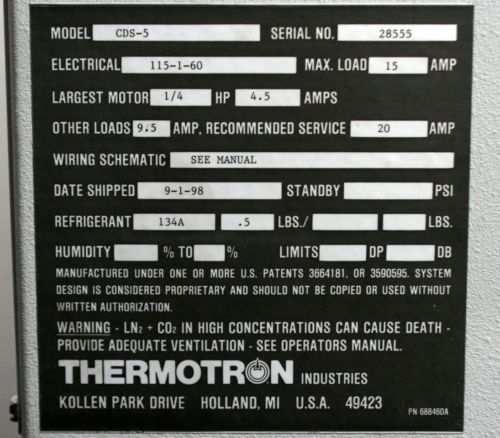 MODEL CDS-5 SERIAL NO. 28555
ELECTRICAL 115-1-60 MAX. LOAD 15 AMP
LARGEST MOTOR 1/4 HP 4.5 AMPS
OTHER LOADS 9.5 AMP, RECOMMENDED SERVICE 20 AMP
WIRING SCHEMATIC SEE MANUAL
DATE SHIPPED 9-1-98 STANDBY PSI
REFRIGERANT 134A .5 LBS./ LBS.
HUMIDITY % TO % LIMITS DP DB
MANUFACTURED UNDER ONE OR MORE U.S. PATENTS 3664181. OR 3590595. SYSTEM
DESIGN IS CONSIDERED PROPRIETARY AND SHOULD NOT BE COPIED OR USED WITHOUT
WRITTEN AUTHORIZATION.
WARNING - LN₂ + CO₂ IN HIGH CONCENTRATIONS CAN CAUSE DEATH -
PROVIDE ADEQUATE VENTILATION - SEE OPERATORS MANUAL.
THERMOTRON INDUSTRIES
KOLLEN PARK DRIVE HOLLAND, MI U.S.A. 49423
PN 688460A